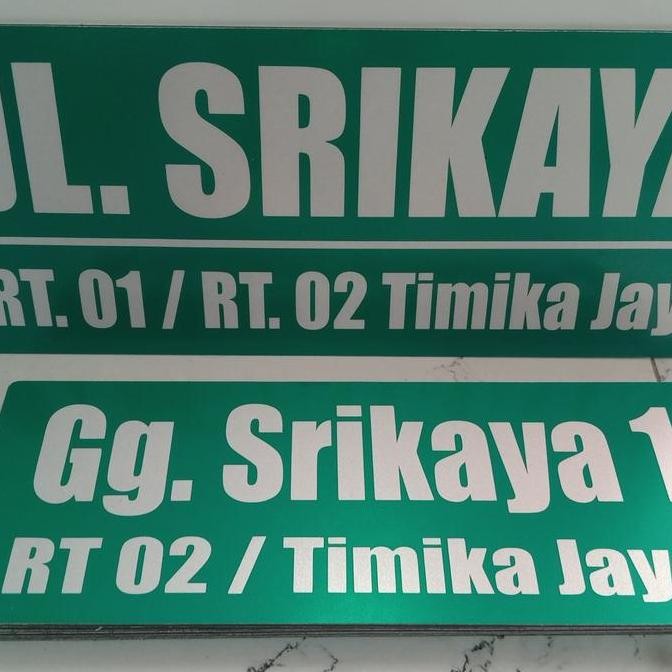 JL. SRIKAYA
RT. 01 / RT. 02 Timika Jay
Gg. Srikaya 1
RT 02 / Timika Jay